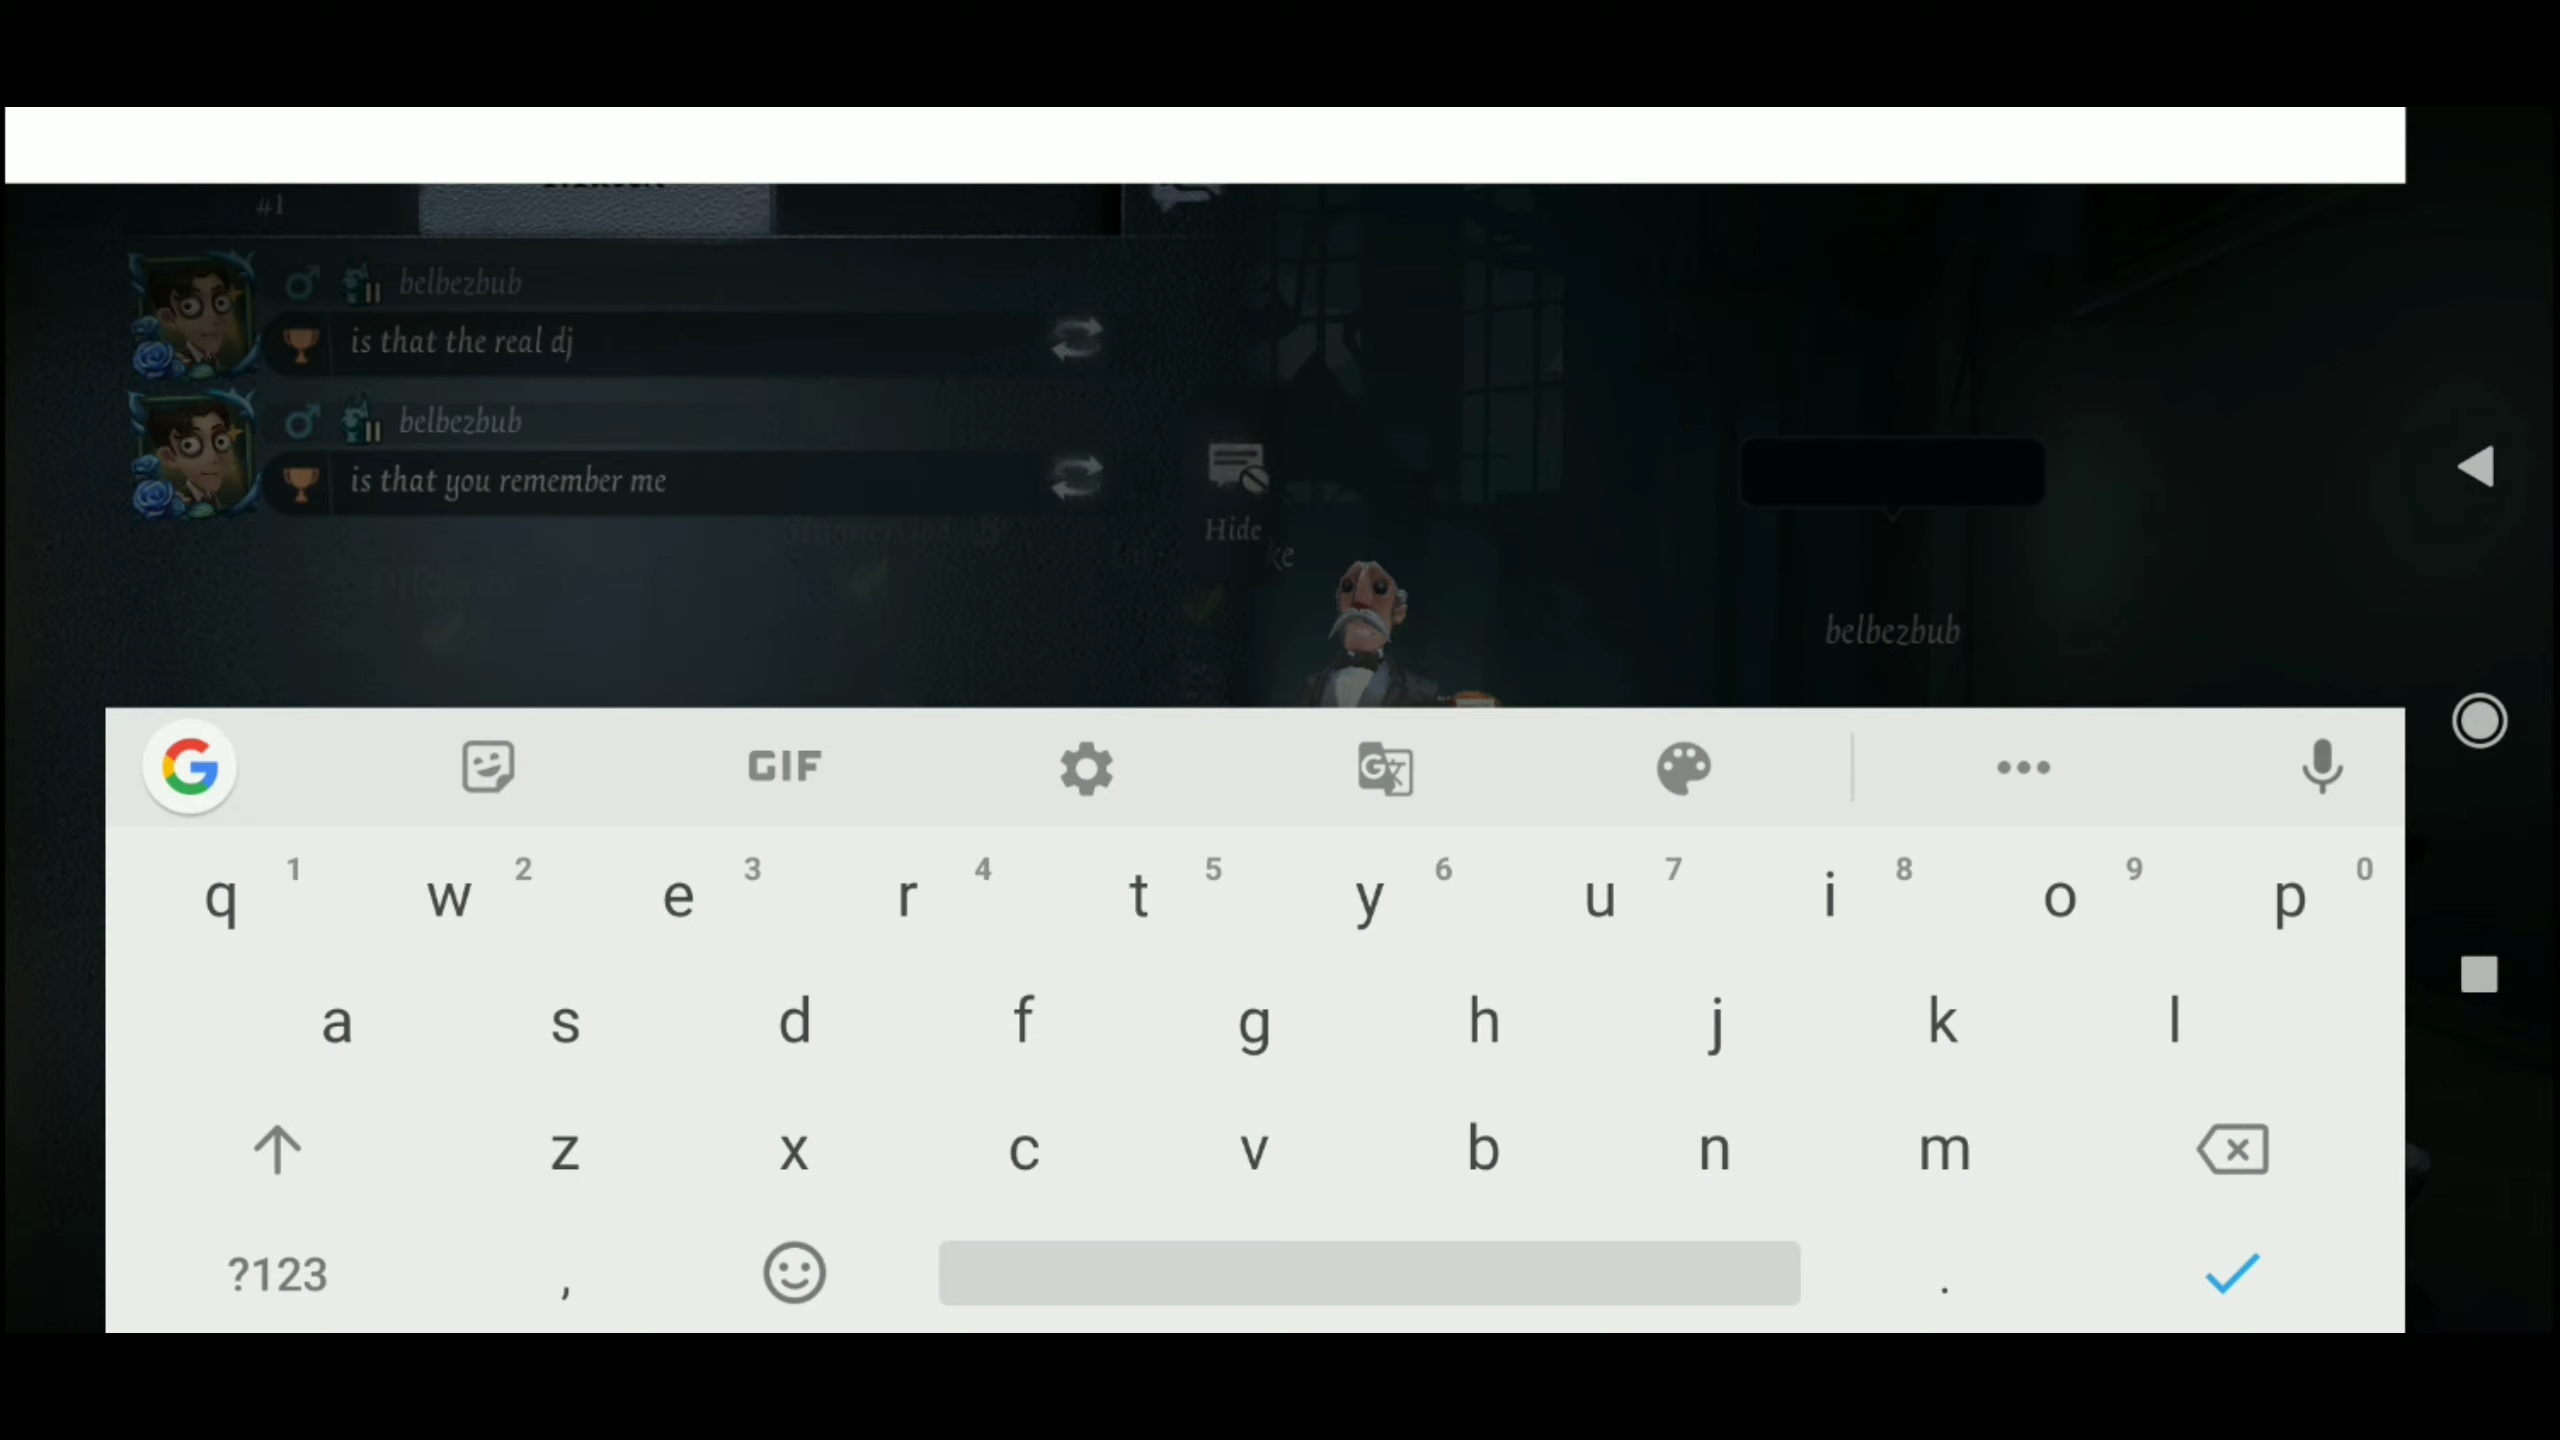 #1
belbezbub
is that the real dj
belbezbub
is that you remember me
Hide
ke
belbezbub
GIF
q 1 w 2 e 3 r 4 t 5 y 6 u 7 i 8 o 9 p 0
a s d f g h j k l
z x c v b n m
?123 , .